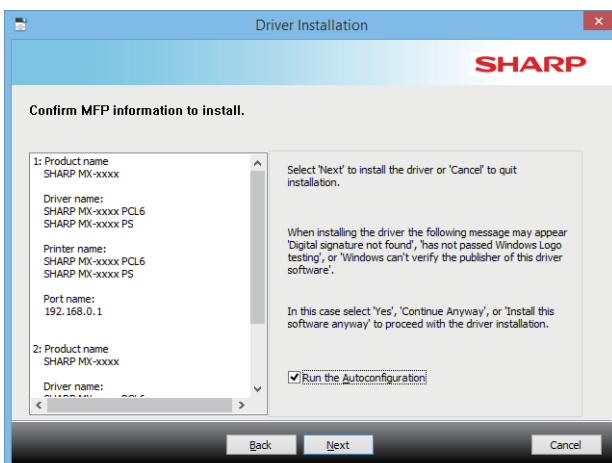 Driver Installation
SHARP
Confirm MFP information to install.
1: Product name
SHARP MX-xxxx
Driver name:
SHARP MX-xxxx PCL6
SHARP MX-xxxx PS
Printer name:
SHARP MX-xxxx PCL6
SHARP MX-xxxx PS
Port name:
192.168.0.1
2: Product name
SHARP MX-xxxx
Driver name:
Select 'Next' to install the driver or 'Cancel' to quit
installation.
When installing the driver the following message may appear
'Digital signature not found', 'has not passed Windows Logo
testing', or 'Windows can't verify the publisher of this driver
software'.
In this case select 'Yes', 'Continue Anyway', or 'Install this
software anyway' to proceed with the driver installation.
Run the Autoconfiguration
Back
Next
Cancel